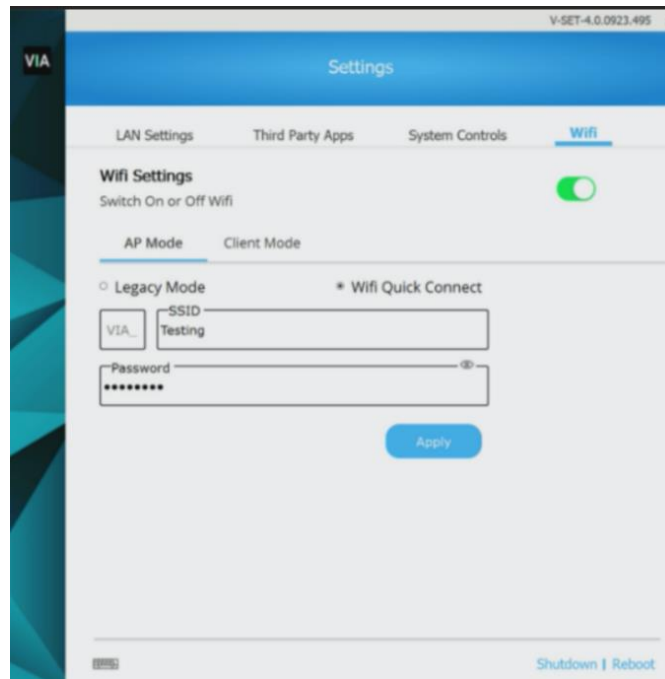 V-SET-4.0.0923.495
VIA
Settings
LAN Settings Third Party Apps System Controls Wifi
Wifi Settings
Switch On or Off Wifi
AP Mode Client Mode
Legacy Mode Wifi Quick Connect
SSID
VIA_ Testing
Password
••••••••
Apply
Shutdown | Reboot